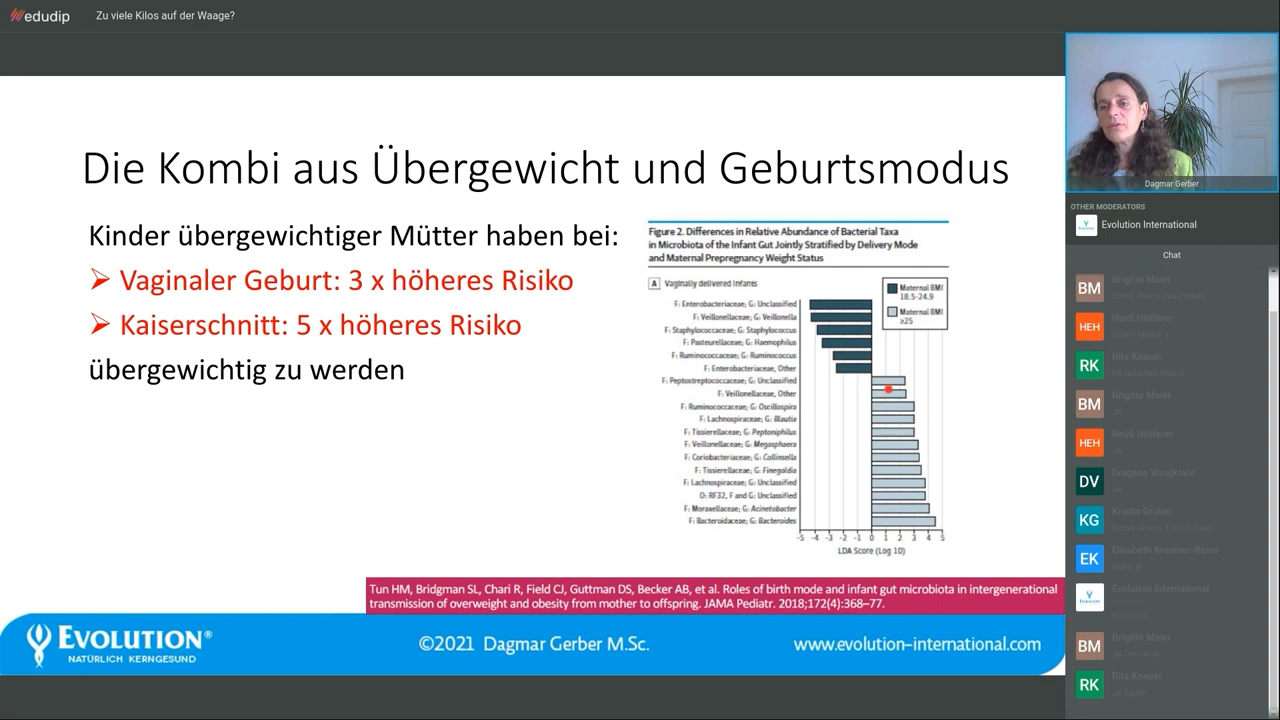 edudip
Zu viele Kilos auf der Waage?
Die Kombi aus Übergewicht und Geburtsmodus
Kinder übergewichtiger Mütter haben bei:
Vaginaler Geburt: 3 x höheres Risiko
Kaiserschnitt: 5 x höheres Risiko
übergewichtig zu werden
Figure 2. Differences in Relative Abundance of Bacterial Taxa
in Microbiota of the Infant Gut Jointly Stratified by Delivery Mode
and Maternal Prepregnancy Weight Status
A Vaginally delivered infants
Maternal BMI
18.5-24.9
Maternal BMI
≥25
F: Enterobacteriaceae; G: Unclassified
F: Veillonellaceae; G: Veillonella
F: Staphylococcaceae; G: Staphylococcus
F: Pasteurellaceae; G: Haemophilus
F: Ruminococcaceae; G: Ruminococcus
F: Enterobacteriaceae, Other
F: Peptostreptococcaceae; G: Unclassified
F: Veillonellaceae, Other
F: Ruminococcaceae; G: Oscillospira
F: Lachnospiraceae; G: Blautia
F: Tissierellaceae; G: Peptoniphilus
F: Veillonellaceae; G: Megasphaera
F: Coriobacteriaceae; G: Collinsella
F: Tissierellaceae; G: Finegoldia
F: Lachnospiraceae; G: Unclassified
O: RF32, F and G: Unclassified
F: Moraxellaceae; G: Acinetobacter
F: Bacteroidaceae; G: Bacteroides
-5 -4 -3 -2 -1 0 1 2 3 4 5
LDA Score (Log 10)
Tun HM, Bridgman SL, Chari R, Field CJ, Guttman DS, Becker AB, et al. Roles of birth mode and infant gut microbiota in intergenerational
transmission of overweight and obesity from mother to offspring. JAMA Pediatr. 2018;172(4):368–77.
EVOLUTION®
NATÜRLICH KERNGESUND
©2021 Dagmar Gerber M.Sc.
www.evolution-international.com
Dagmar Gerber
OTHER MODERATORS
Evolution International
Chat
BM
Brigitte Maier
HEH
Heidi Höfferer
RK
Rita Knauer
BM
Brigitte Maier
Ja
HEH
Heidi Höfferer
Ja
DV
Dragana Vrzajkovic
Ja
KG
Kristin Gruber
EK
Evolution International
BM
Brigitte Maier
RK
Rita Knauer